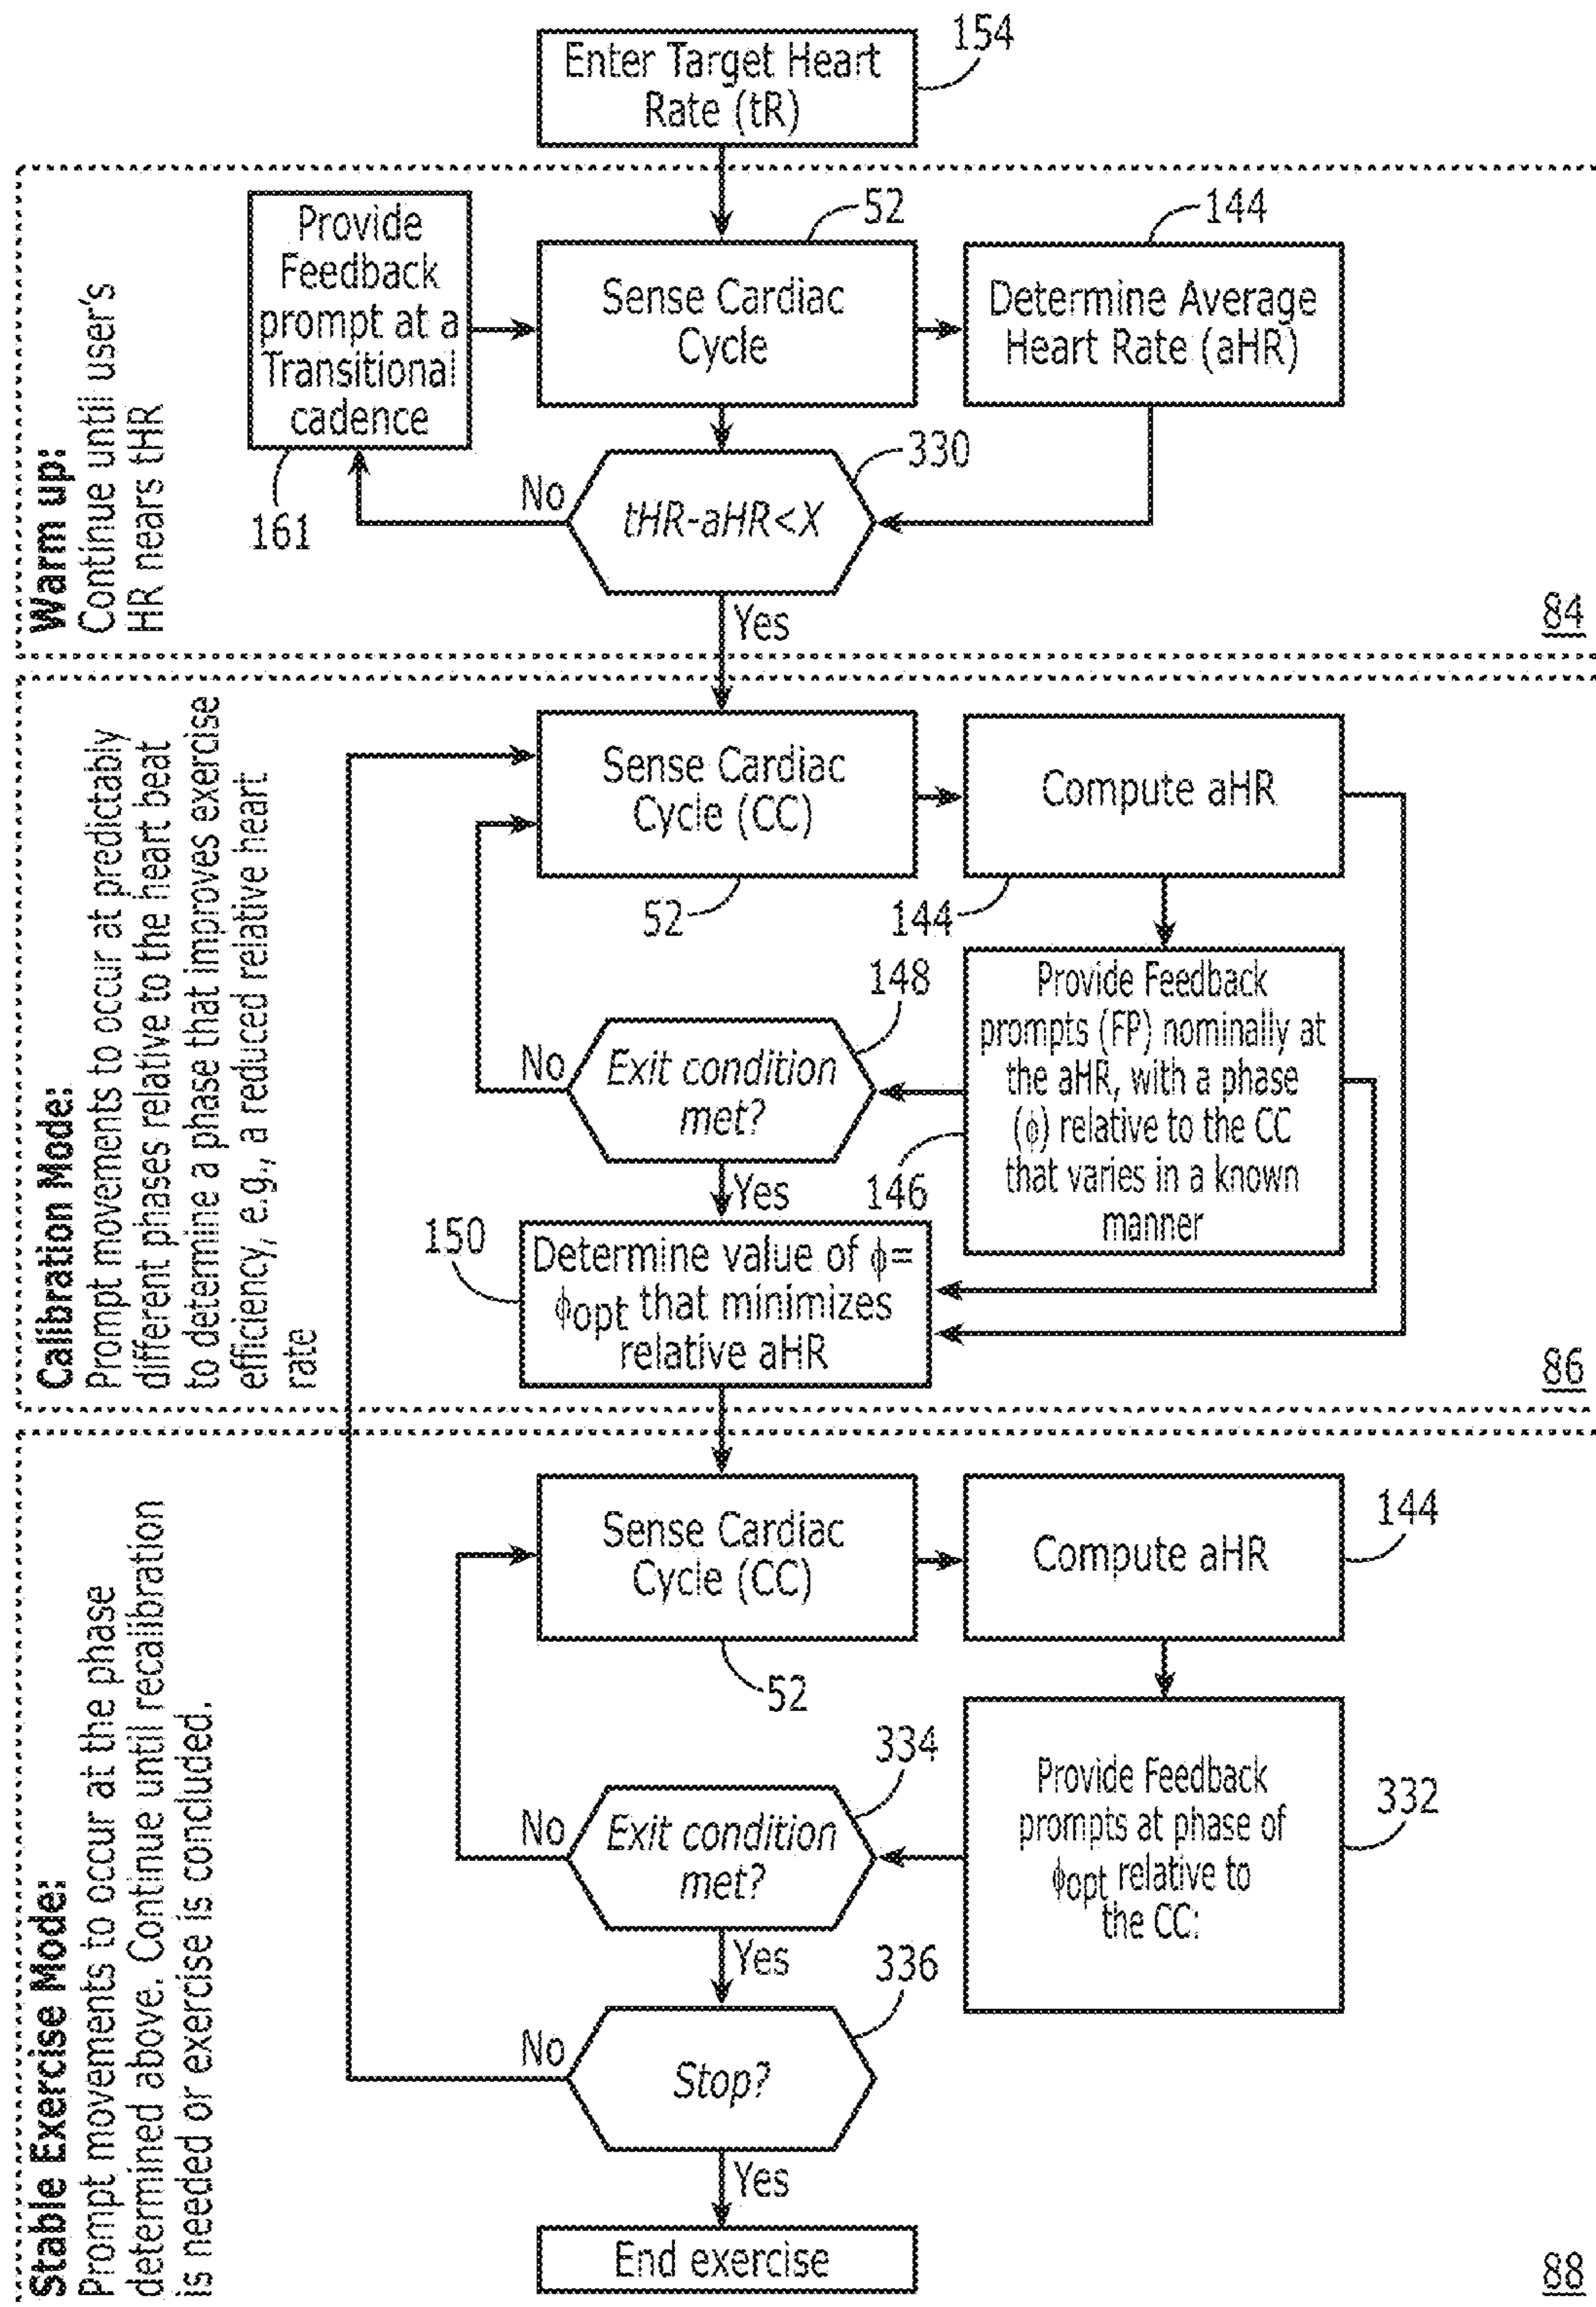 Enter Target Heart
Rate (tR)
154
Warm up:
Continue until user's
HR nears tHR
Provide
Feedback
prompt at a
Transitional
cadence
161
Sense Cardiac
Cycle
52
Determine Average
Heart Rate (aHR)
144
tHR-aHR<X
330
No
Yes
84
Calibration Mode:
Prompt movements to occur at predictably
different phases relative to the heart beat
to determine a phase that improves exercise
efficiency, e.g., a reduced relative heart
rate
Sense Cardiac
Cycle (CC)
52
Compute aHR
144
Provide Feedback
prompts (FP) nominally at
the aHR, with a phase
(ϕ) relative to the CC
that varies in a known
manner
146
Exit condition
met?
148
No
Yes
150
Determine value of ϕ=
ϕopt that minimizes
relative aHR
86
Stable Exercise Mode:
Prompt movements to occur at the phase
determined above. Continue until recalibration
is needed or exercise is concluded.
Sense Cardiac
Cycle (CC)
52
Compute aHR
144
Provide Feedback
prompts at phase of
ϕopt relative to
the CC:
332
Exit condition
met?
334
No
Yes
Stop?
336
No
Yes
End exercise
88